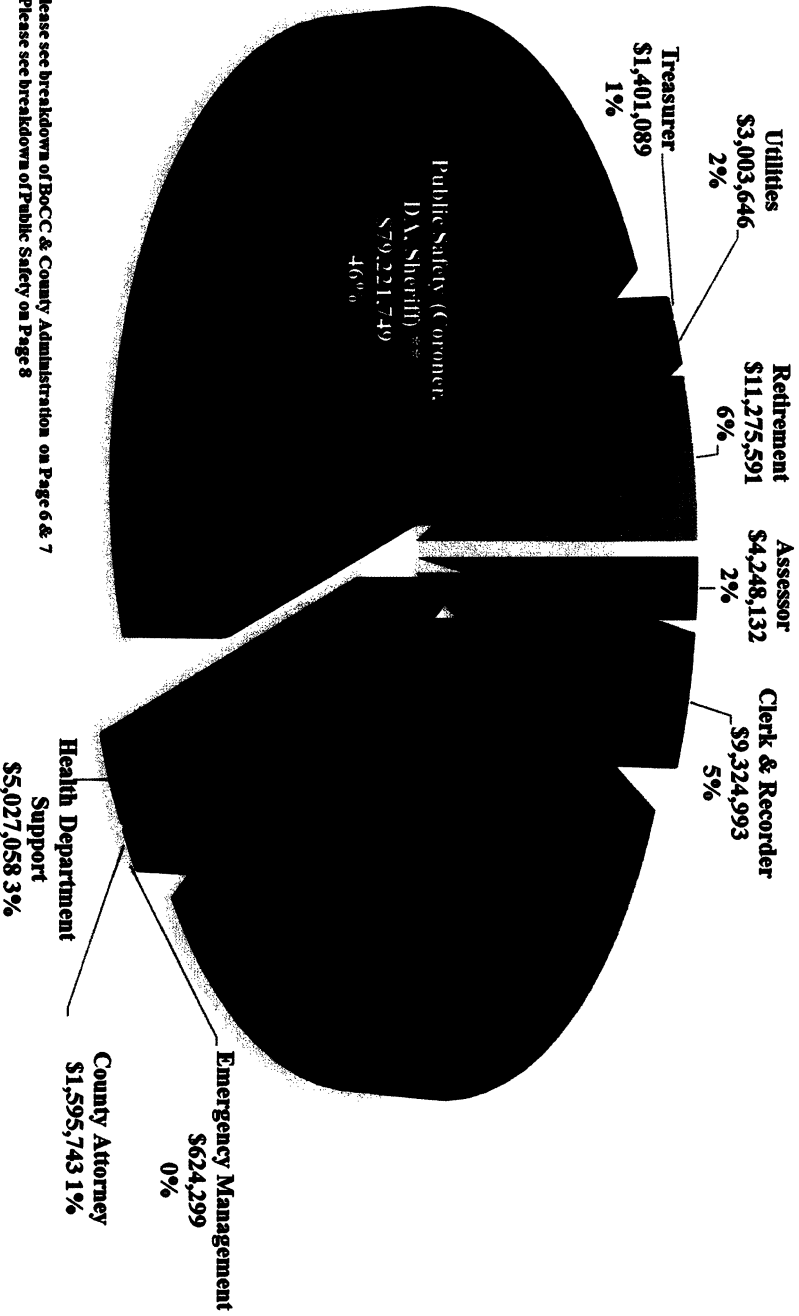 Utilities
$3,003,646
2%
Treasurer
$1,401,089
1%
Retirement
$11,275,591
6%
Assessor
$4,248,132
2%
Clerk & Recorder
$9,324,993
5%
Public Safety (Coroner,
DA, Sheriff) **
$79,221,749
46%
Health Department
Support
$5,027,058 3%
County Attorney
$1,595,743 1%
Emergency Management
$624,299
0%
lease see breakdown of BoCC & County Administration on Page 6 & 7
Please see breakdown of Public Safety on Page 8